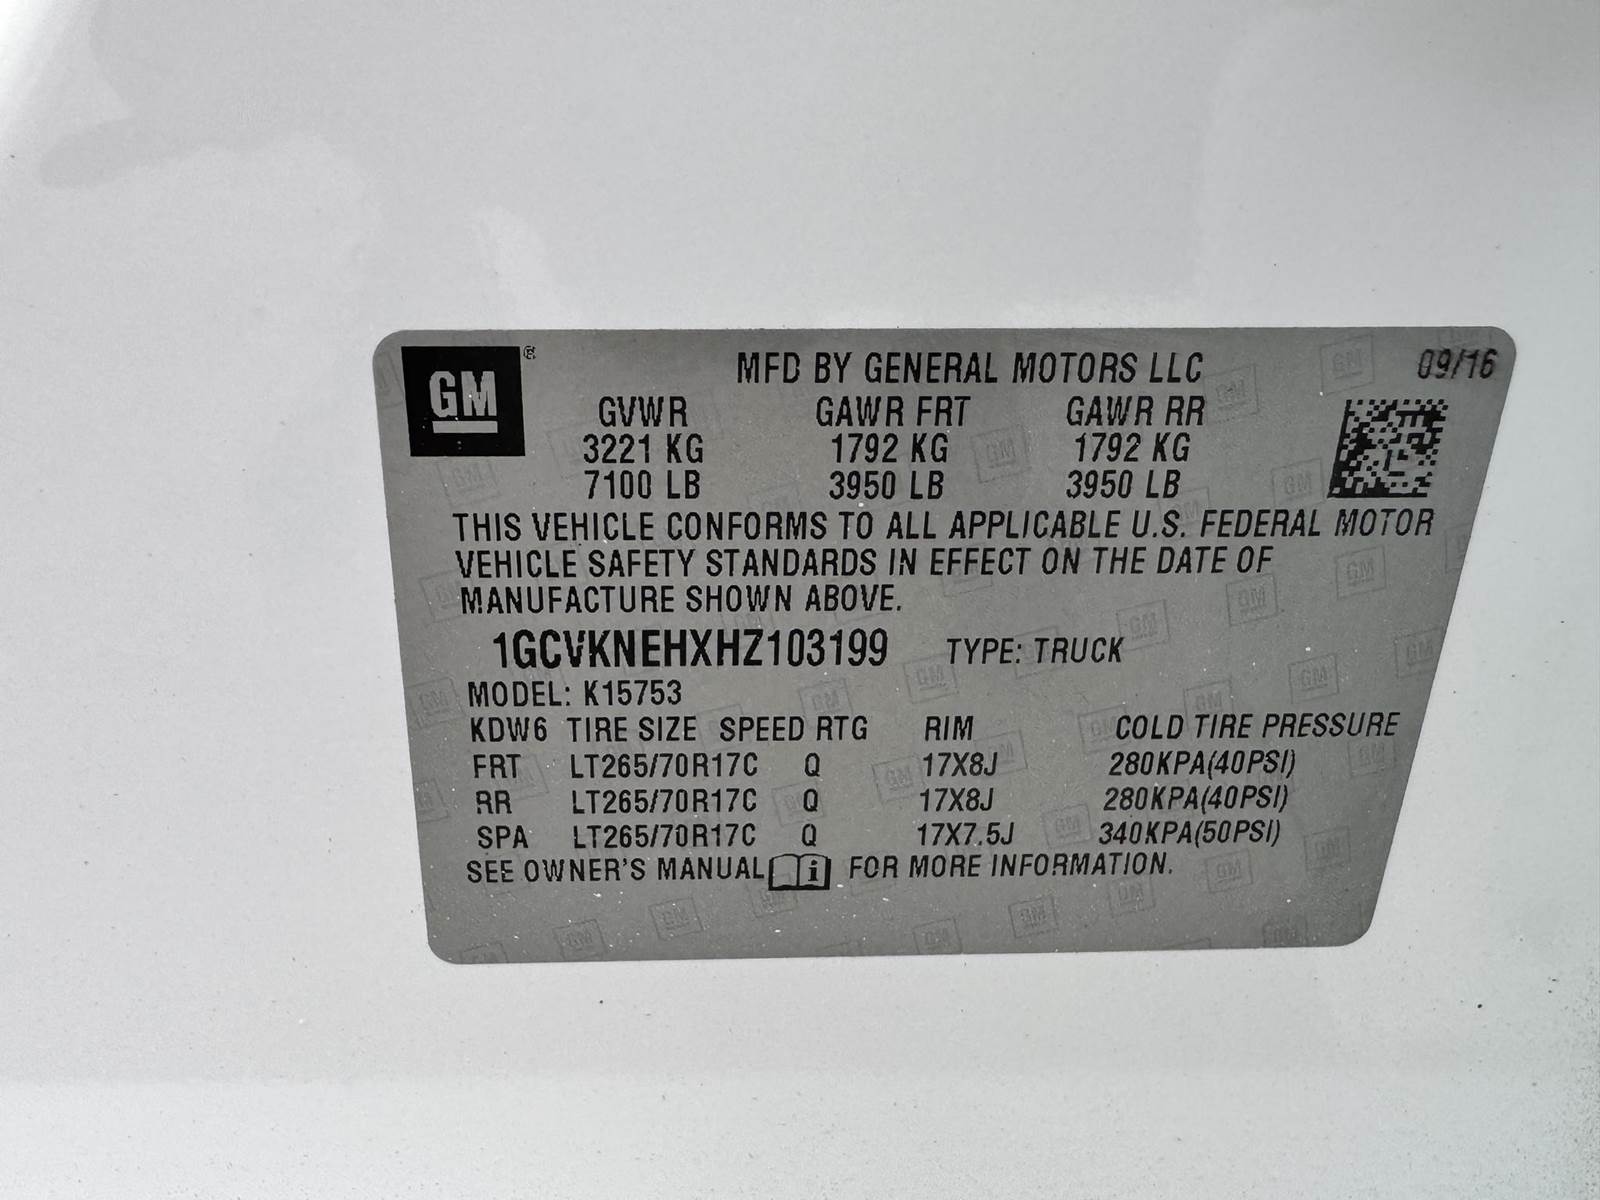 GM ®
MFD BY GENERAL MOTORS LLC 09/16
GVWR GAWR FRT GAWR RR
3221 KG 1792 KG 1792 KG
7100 LB 3950 LB 3950 LB
THIS VEHICLE CONFORMS TO ALL APPLICABLE U.S. FEDERAL MOTOR
VEHICLE SAFETY STANDARDS IN EFFECT ON THE DATE OF
MANUFACTURE SHOWN ABOVE.
1GCVKNEHXHZ103199 TYPE: TRUCK
MODEL: K15753
KDW6 TIRE SIZE SPEED RTG RIM COLD TIRE PRESSURE
FRT LT265/70R17C Q 17X8J 280KPA(40PSI)
RR LT265/70R17C Q 17X8J 280KPA(40PSI)
SPA LT265/70R17C Q 17X7.5J 340KPA(50PSI)
SEE OWNER'S MANUAL i FOR MORE INFORMATION.